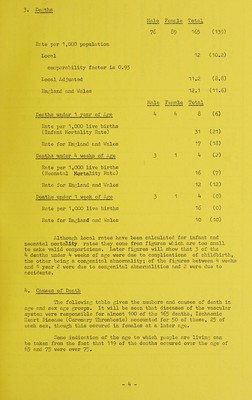 3. Deaths
Male Female Total
76 89 165 (130)
Rate per 1,000 population
Local 12 (10.2)
comparability factor is 0.93
Local Adjusted 11.2 (8.8)
England and Wales 12.1 (11.6)
Male Female Total
Deaths under 1 year of Age 4 4 8 (6)
Rate per 1,000 live births
(Infant Mortality Rate) 31 (21)
Rate for England and Wales 17 (18)
Deaths under 4 weeks of Age 3 1 4 (2)
Rate per 1,000 live births
(Neonatal Mortality Rate) 16 (7)
Rate for England and Wales 12 (12)
Deaths under 1 week of Age 3 1 4 (0)
Rate per 1,000 live births 16 (0)
Rate for England and Wales 10 (10)
Although local rates have been calculated for infant and
neonatal mortality rates they come from figures which are too small
to make valid comparisons. Later figures will show that 3 of the
4 deaths under 4 weeks of age were due to complications of childbirth,
the other being a congenital abnormality; of the figures between 4 weeks
and 1 year 2 were due to congenital abnormalities and 2 were due to
accidents.
4. Causes of Death
The following table gives the numbers and causes of death in
age and sex age groups. It will be seen that diseases of the vascular
system were responsible for almost 100 of the 165 deaths, Ischaemic
Heart Disease (Coronary Thrombosis) accounted for 50 of these, 25 of
each sex, though this occured in females at a later age.
Some indication of the age to which people are living can
be taken from the fact that 119 of the deaths occured over the age of
65 and 75 were over 75.
- 4 -